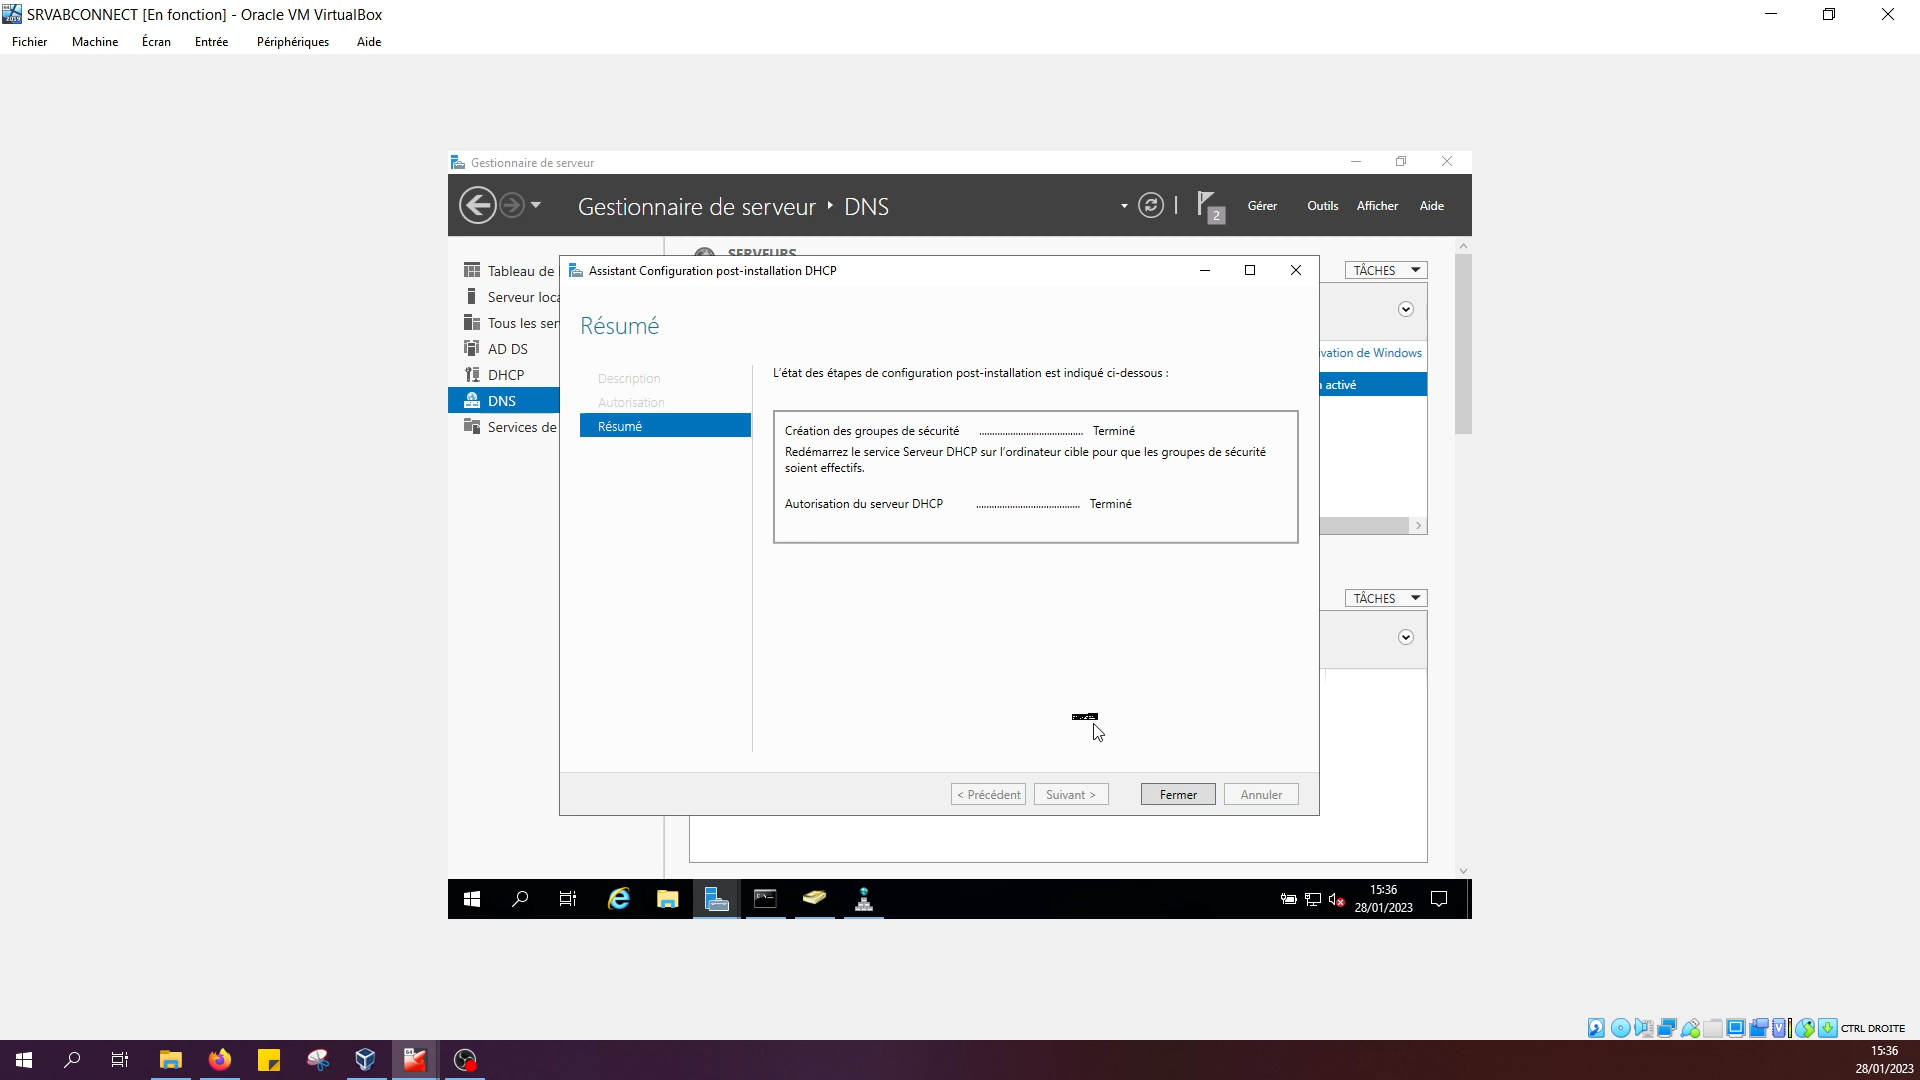 SRVABCONNECT [En fonction] - Oracle VM VirtualBox
Fichier Machine Écran Entrée Périphériques Aide
Gestionnaire de serveur
Gestionnaire de serveur DNS
2 Gérer Outils Afficher Aide
SERVEURS
Tableau de
Serveur loca
Tous les ser
AD DS
DHCP
DNS
Services de
TÂCHES
vation de Windows
activé
TÂCHES
Assistant Configuration post-installation DHCP
Résumé
Description
Autorisation
Résumé
L'état des étapes de configuration post-installation est indiqué ci-dessous :
Création des groupes de sécurité ........................................ Terminé
Redémarrez le service Serveur DHCP sur l'ordinateur cible pour que les groupes de sécurité
soient effectifs.
Autorisation du serveur DHCP ........................................ Terminé
< Précédent Suivant > Fermer Annuler
15:36
28/01/2023
CTRL DROITE
15:36
28/01/2023